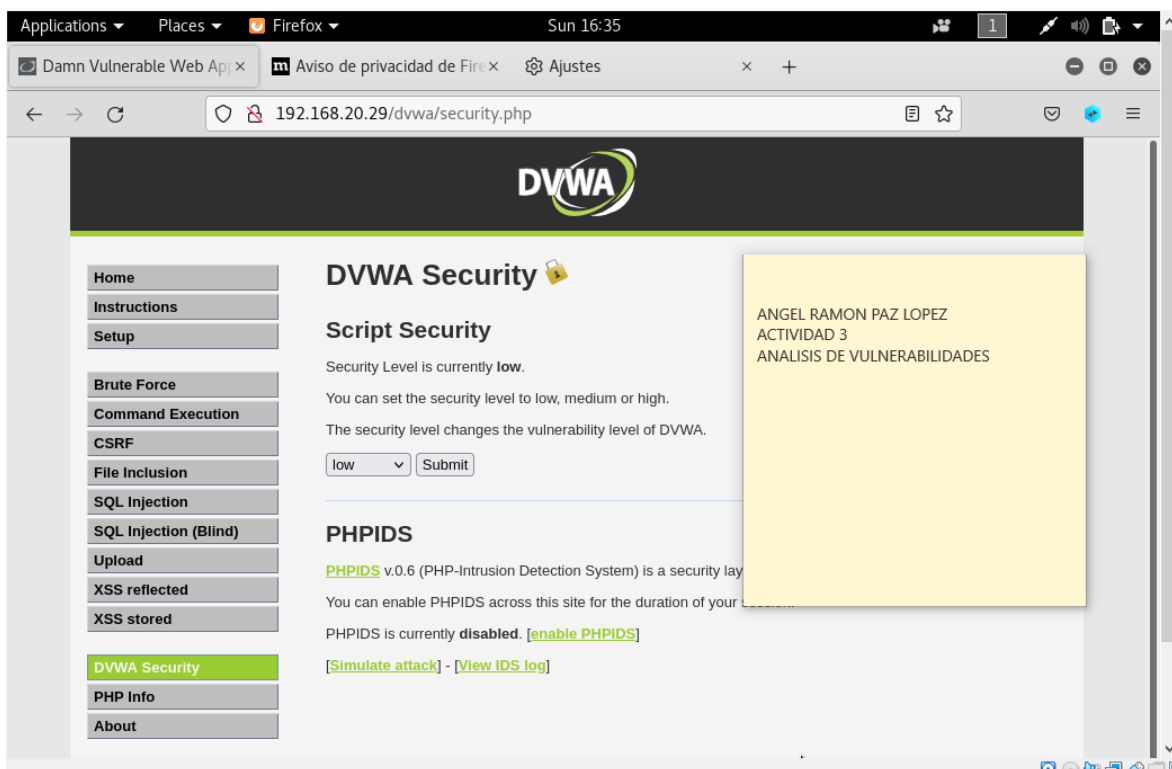 Applications Places Firefox Sun 16:35 1
Damn Vulnerable Web Ap × Aviso de privacidad de Fire × Ajustes × +
192.168.20.29/dvwa/security.php
DVWA
Home
Instructions
Setup
Brute Force
Command Execution
CSRF
File Inclusion
SQL Injection
SQL Injection (Blind)
Upload
XSS reflected
XSS stored
DVWA Security
PHP Info
About
DVWA Security
Script Security
Security Level is currently low.
You can set the security level to low, medium or high.
The security level changes the vulnerability level of DVWA.
low Submit
PHPIDS
PHPIDS v.0.6 (PHP-Intrusion Detection System) is a security lay
You can enable PHPIDS across this site for the duration of your
PHPIDS is currently disabled. [enable PHPIDS]
[Simulate attack] - [View IDS log]
ANGEL RAMON PAZ LOPEZ
ACTIVIDAD 3
ANALISIS DE VULNERABILIDADES